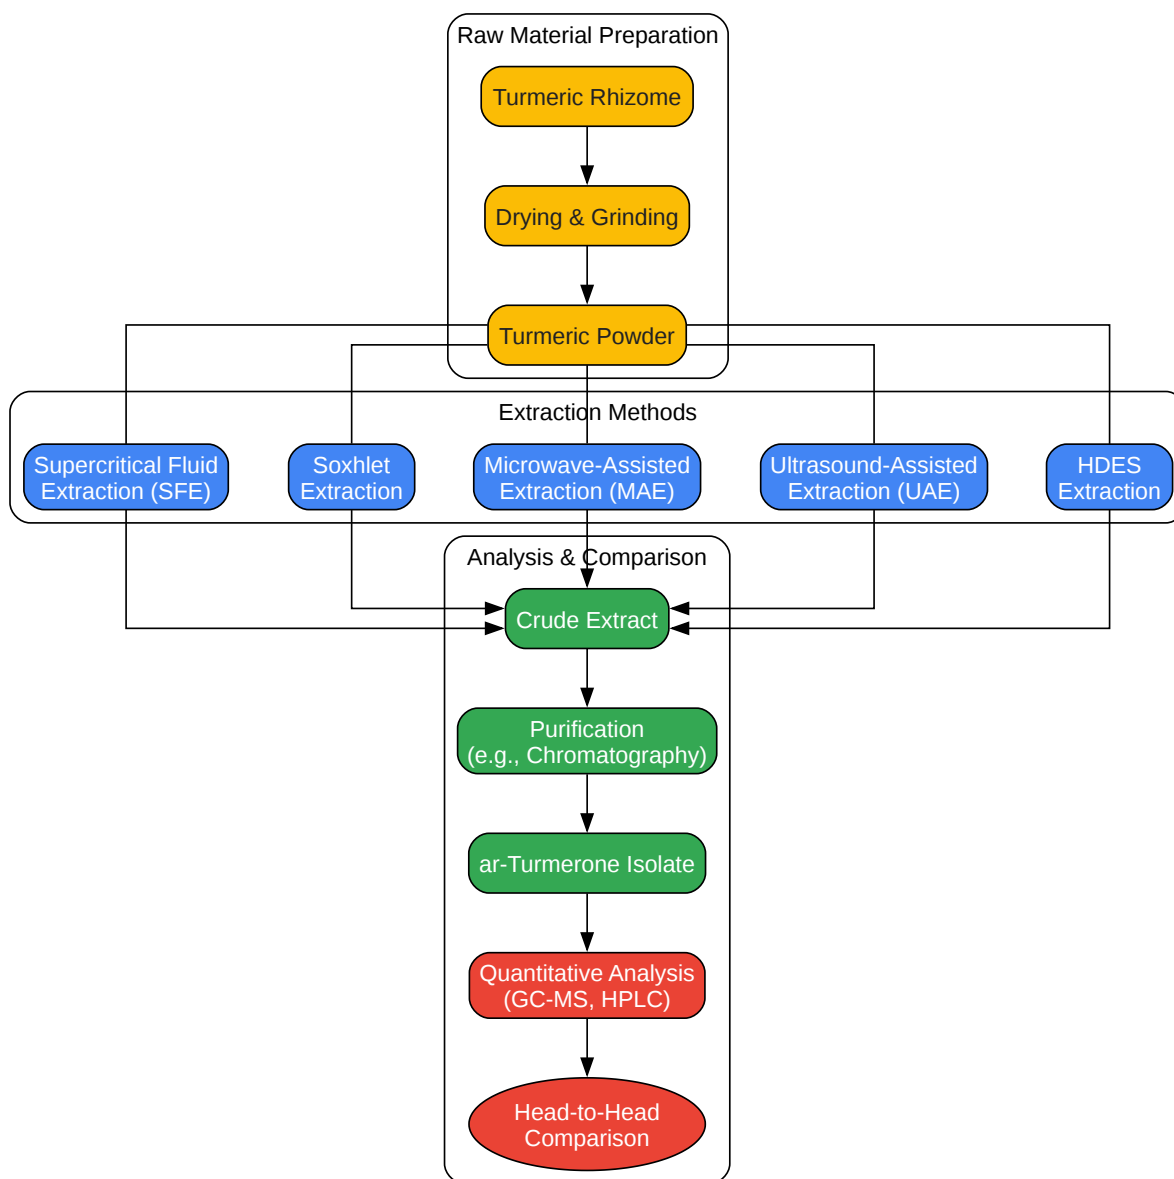 Raw Material Preparation
Turmeric Rhizome
Drying & Grinding
Turmeric Powder
Extraction Methods
Supercritical Fluid
Extraction (SFE)
Soxhlet
Extraction
Microwave-Assisted
Extraction (MAE)
Ultrasound-Assisted
Extraction (UAE)
HDES
Extraction
Analysis & Comparison
Crude Extract
Purification
(e.g., Chromatography)
ar-Turmerone Isolate
Quantitative Analysis
(GC-MS, HPLC)
Head-to-Head
Comparison